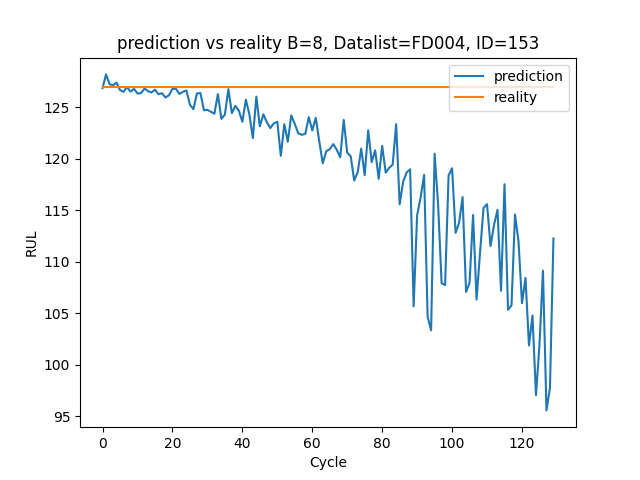 prediction vs reality B=8, Datalist=FD004, ID=153
prediction
reality
RUL
125
120
115
110
105
100
95
0 20 40 60 80 100 120
Cycle